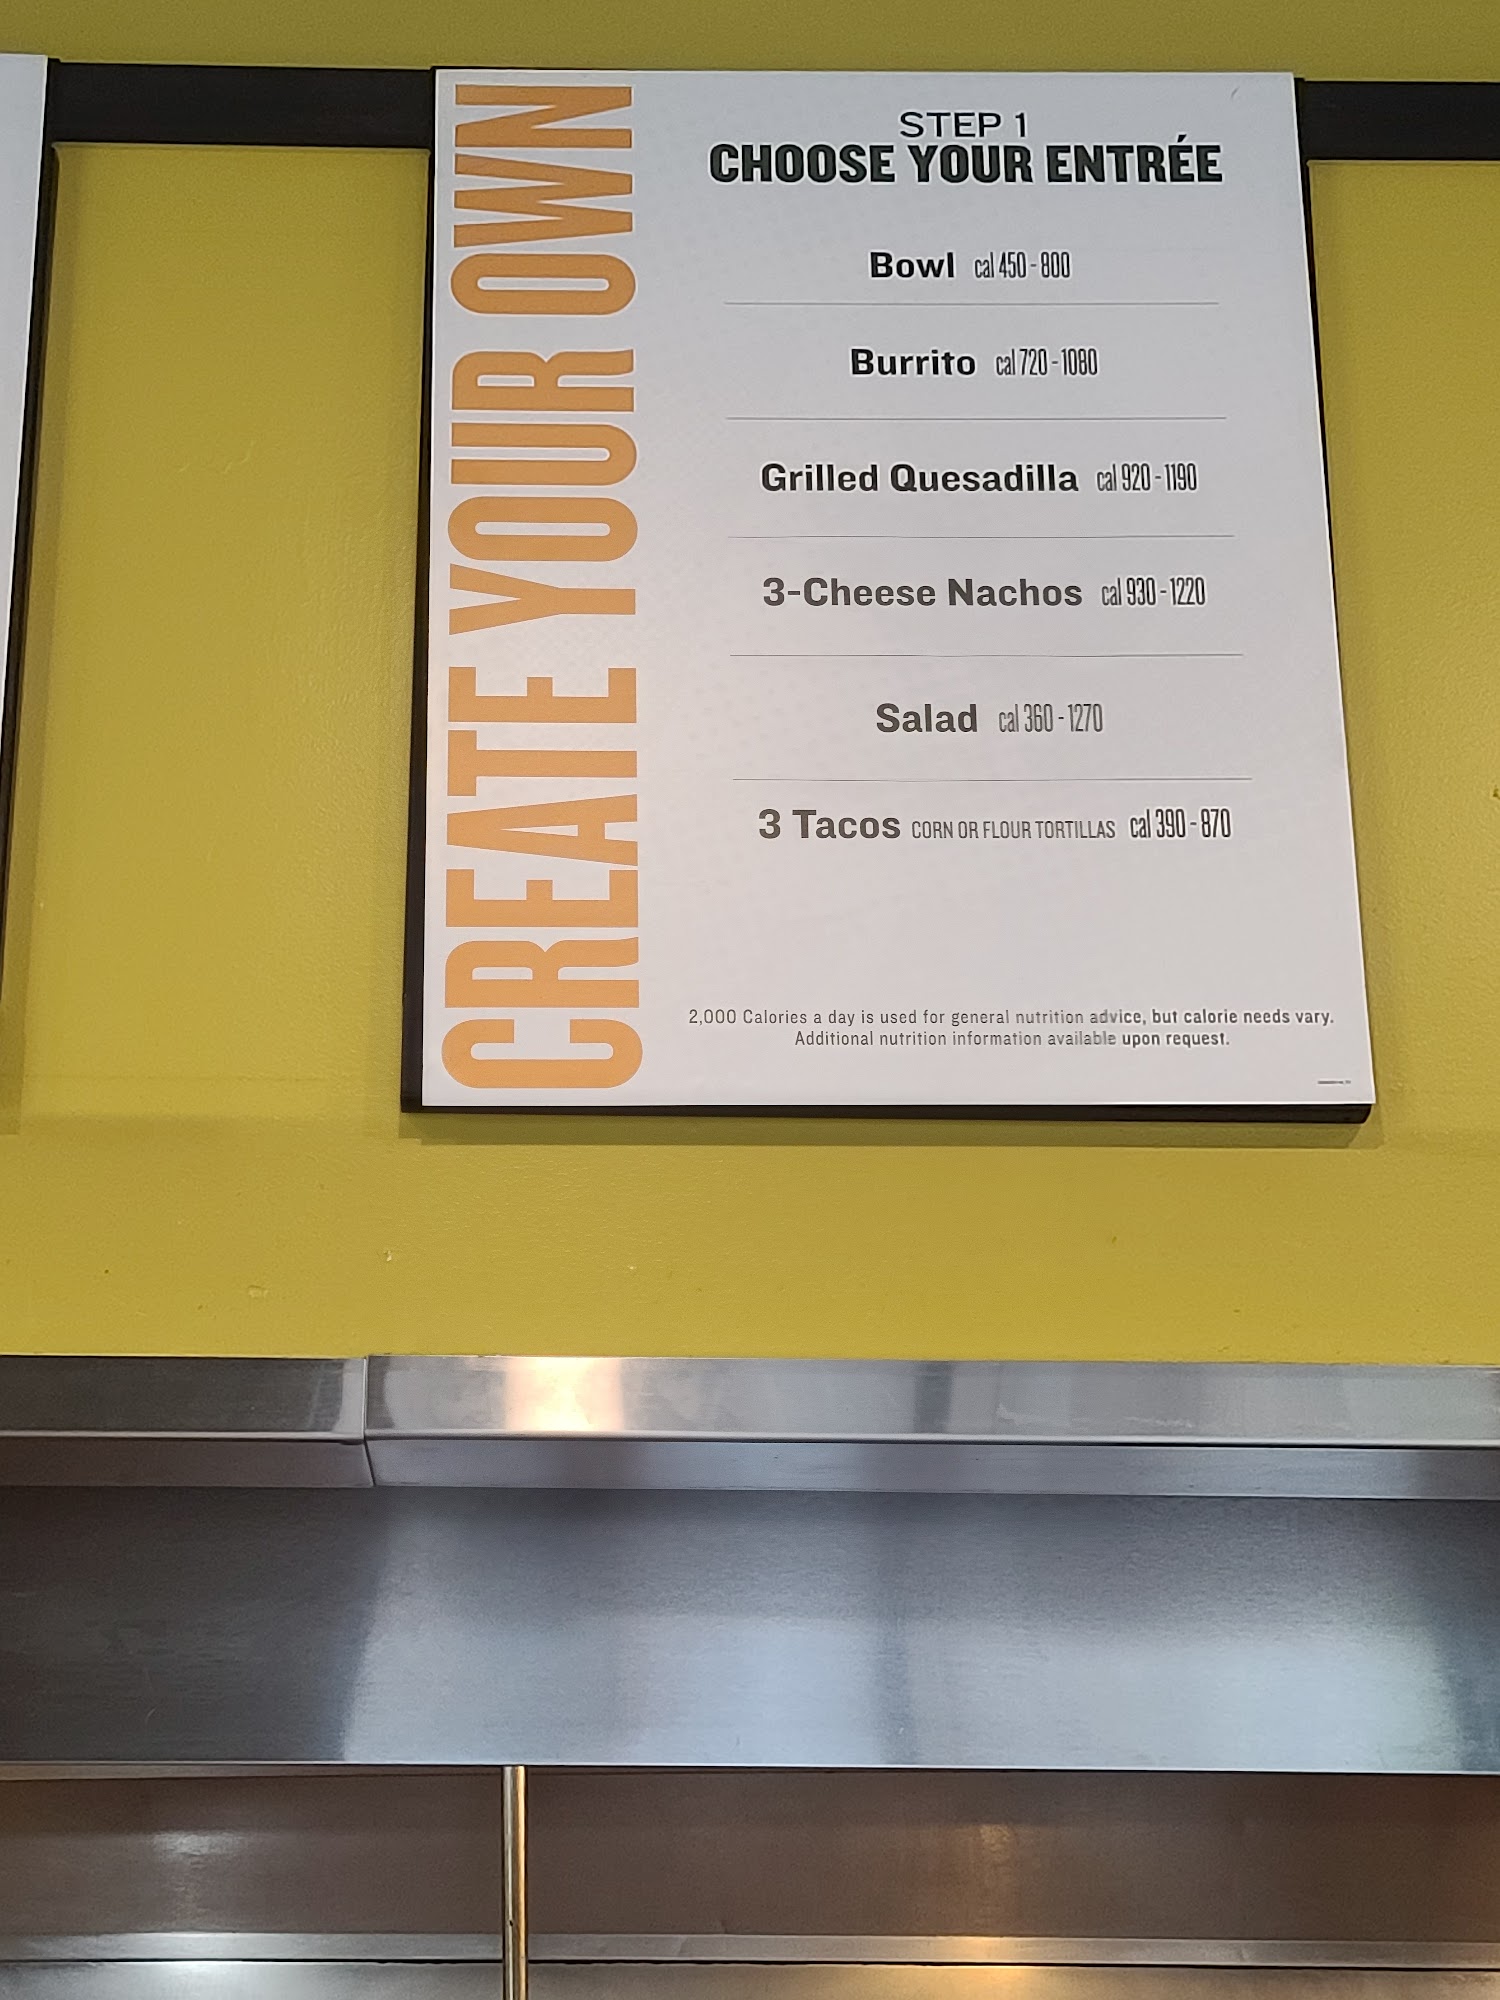 CREATE YOUR OWN
STEP 1
CHOOSE YOUR ENTRÉE
Bowl cal 450 - 800
Burrito cal 720 - 1080
Grilled Quesadilla cal 920 - 1190
3-Cheese Nachos cal 930 - 1220
Salad cal 360 - 1270
3 Tacos CORN OR FLOUR TORTILLAS cal 390 - 870
2,000 Calories a day is used for general nutrition advice, but calorie needs vary.
Additional nutrition information available upon request.